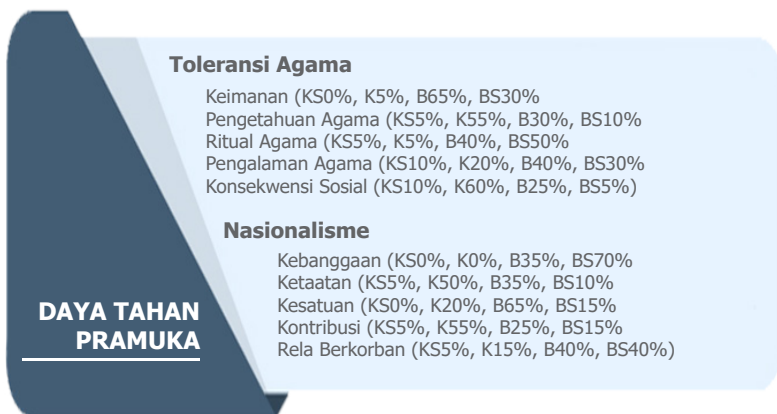 Toleransi Agama
Keimanan (KS0%, K5%, B65%, BS30%
Pengetahuan Agama (KS5%, K55%, B30%, BS10%
Ritual Agama (KS5%, K5%, B40%, BS50%
Pengalaman Agama (KS10%, K20%, B40%, BS30%
Konsekwensi Sosial (KS10%, K60%, B25%, BS5%)
Nasionalisme
Kebanggaan (KS0%, K0%, B35%, BS70%
Ketaatan (KS5%, K50%, B35%, BS10%
Kesatuan (KS0%, K20%, B65%, BS15%
Kontribusi (KS5%, K55%, B25%, BS15%
Rela Berkorban (KS5%, K15%, B40%, BS40%)
DAYA TAHAN
PRAMUKA